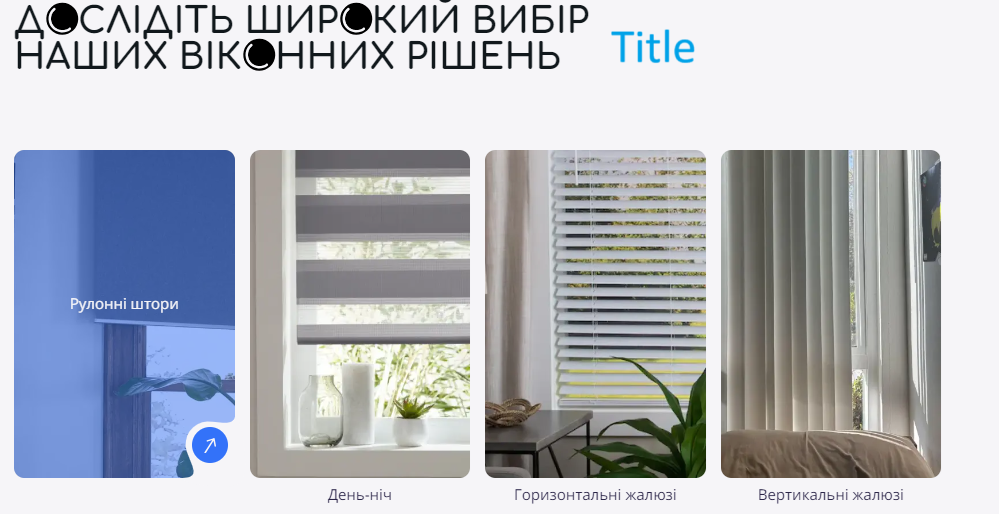 ДОСЛІДІТЬ ШИРОКИЙ ВИБІР
НАШИХ ВІКОННИХ РІШЕНЬ
Title
Рулонні штори
День-ніч
Горизонтальні жалюзі
Вертикальні жалюзі